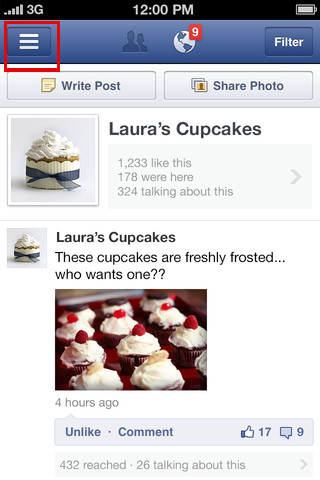 3G 12:00 PM
9 Filter
Write Post Share Photo
Laura's Cupcakes
1,233 like this
178 were here
324 talking about this
Laura's Cupcakes
These cupcakes are freshly frosted...
who wants one??
4 hours ago
Unlike · Comment 17 9
432 reached · 26 talking about this